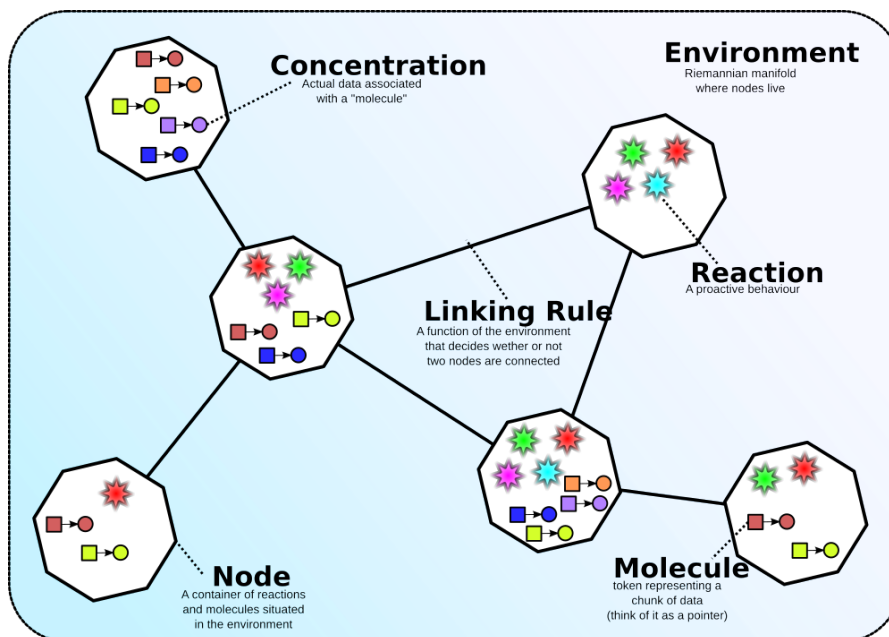 Concentration
Actual data associated
with a "molecule"
Environment
Riemannian manifold
where nodes live
Reaction
A proactive behaviour
Linking Rule
A function of the environment
that decides wether or not
two nodes are connected
Node
A container of reactions
and molecules situated
in the environment
Molecule
token representing a
chunk of data
(think of it as a pointer)